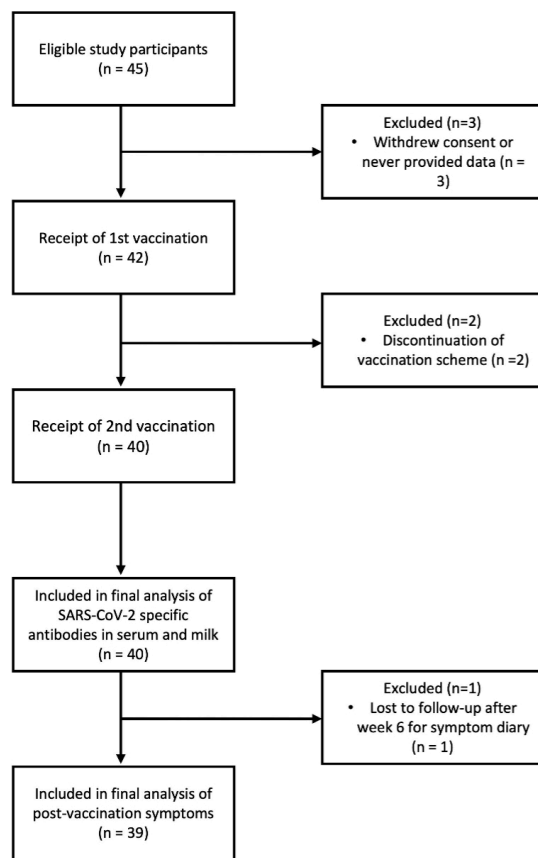 Eligible study participants
(n = 45)
Excluded (n=3)
• Withdrew consent or
never provided data (n =
3)
Receipt of 1st vaccination
(n = 42)
Excluded (n=2)
• Discontinuation of
vaccination scheme (n =2)
Receipt of 2nd vaccination
(n = 40)
Included in final analysis of
SARS-CoV-2 specific
antibodies in serum and milk
(n = 40)
Excluded (n=1)
• Lost to follow-up after
week 6 for symptom diary
(n = 1)
Included in final analysis of
post-vaccination symptoms
(n = 39)